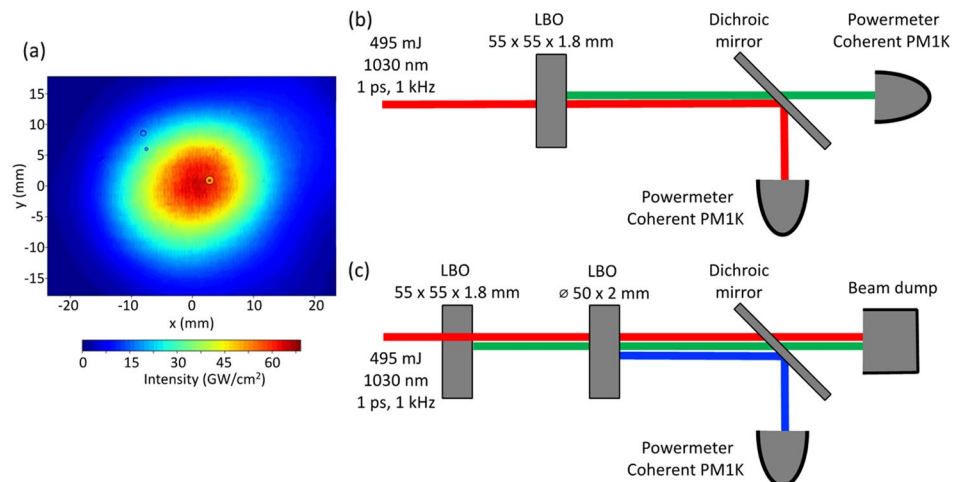 (a)
15
10
5
0
-5
-10
-15
y (mm)
-20
-10
0
10
20
x (mm)
0
15
30
45
60
Intensity (GW/cm²)
(b)
495 mJ
1030 nm
1 ps, 1 kHz
LBO
55 x 55 x 1.8 mm
Dichroic
mirror
Powermeter
Coherent PM1K
Powermeter
Coherent PM1K
(c)
495 mJ
1030 nm
1 ps, 1 kHz
LBO
55 x 55 x 1.8 mm
LBO
⌀ 50 x 2 mm
Dichroic
mirror
Beam dump
Powermeter
Coherent PM1K